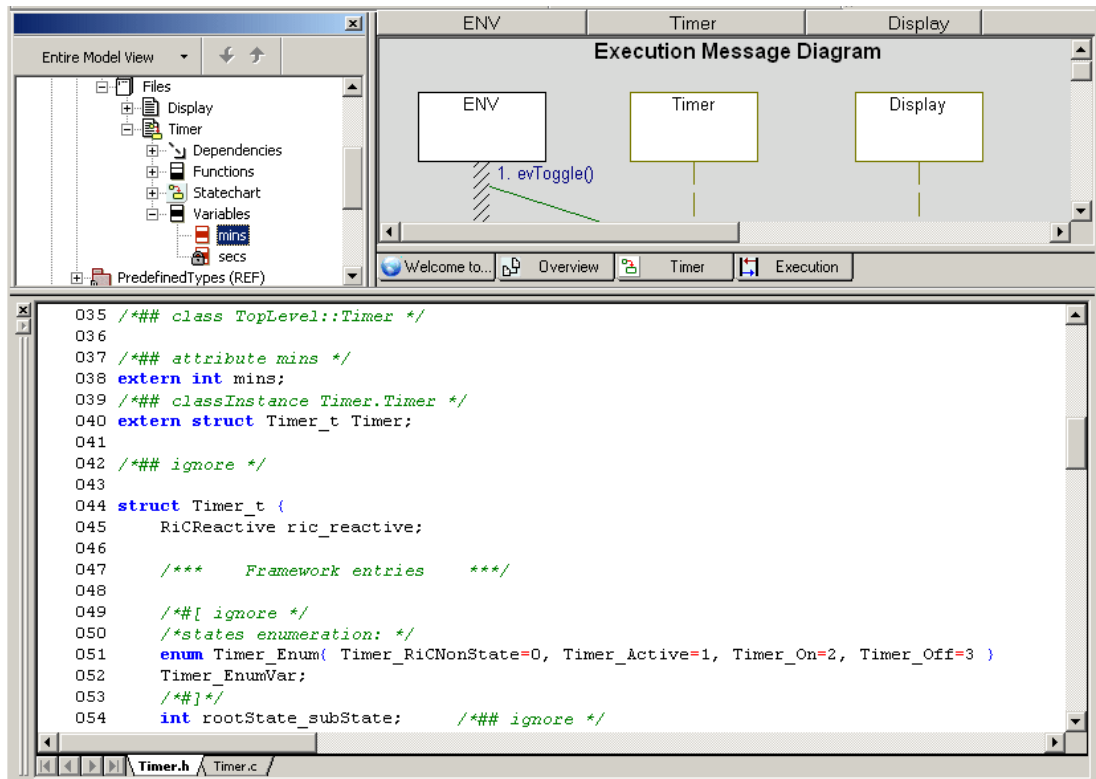 Entire Model View
Files
Display
Timer
Dependencies
Functions
Statechart
Variables
mins
secs
PredefinedTypes (REF)
ENV Timer Display
Execution Message Diagram
ENV Timer Display
1. evToggle()
Welcome to... Overview Timer Execution
035 /*## class TopLevel::Timer */
036
037 /*## attribute mins */
038 extern int mins;
039 /*## classInstance Timer.Timer */
040 extern struct Timer_t Timer;
041
042 /*## ignore */
043
044 struct Timer_t {
045 RiCReactive ric_reactive;
046
047 /*** Framework entries ***/
048
049 /*#[ ignore */
050 /*states enumeration: */
051 enum Timer_Enum{ Timer_RiCNonState=0, Timer_Active=1, Timer_On=2, Timer_Off=3 }
052 Timer_EnumVar;
053 /*#]*/
054 int rootState_subState; /*## ignore */
Timer.h Timer.c